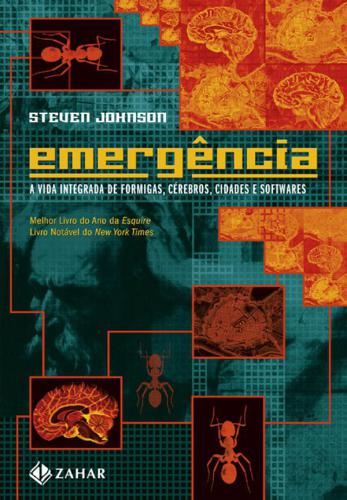 STEVEN JOHNSON
emergência
A VIDA INTEGRADA DE FORMIGAS, CÉREBROS, CIDADES E SOFTWARES
Melhor Livro do Ano da Esquire
Livro Notável do New York Times
ZAHAR